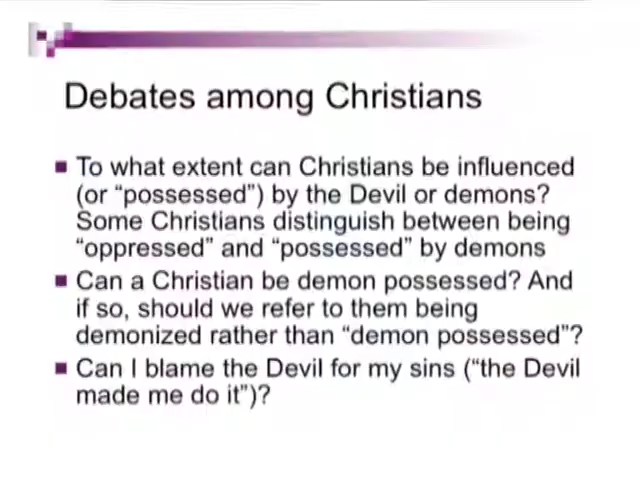 Debates among Christians
To what extent can Christians be influenced
(or “possessed”) by the Devil or demons?
Some Christians distinguish between being
“oppressed” and “possessed” by demons
Can a Christian be demon possessed? And
if so, should we refer to them being
demonized rather than “demon possessed”?
Can I blame the Devil for my sins (“the Devil
made me do it”)?